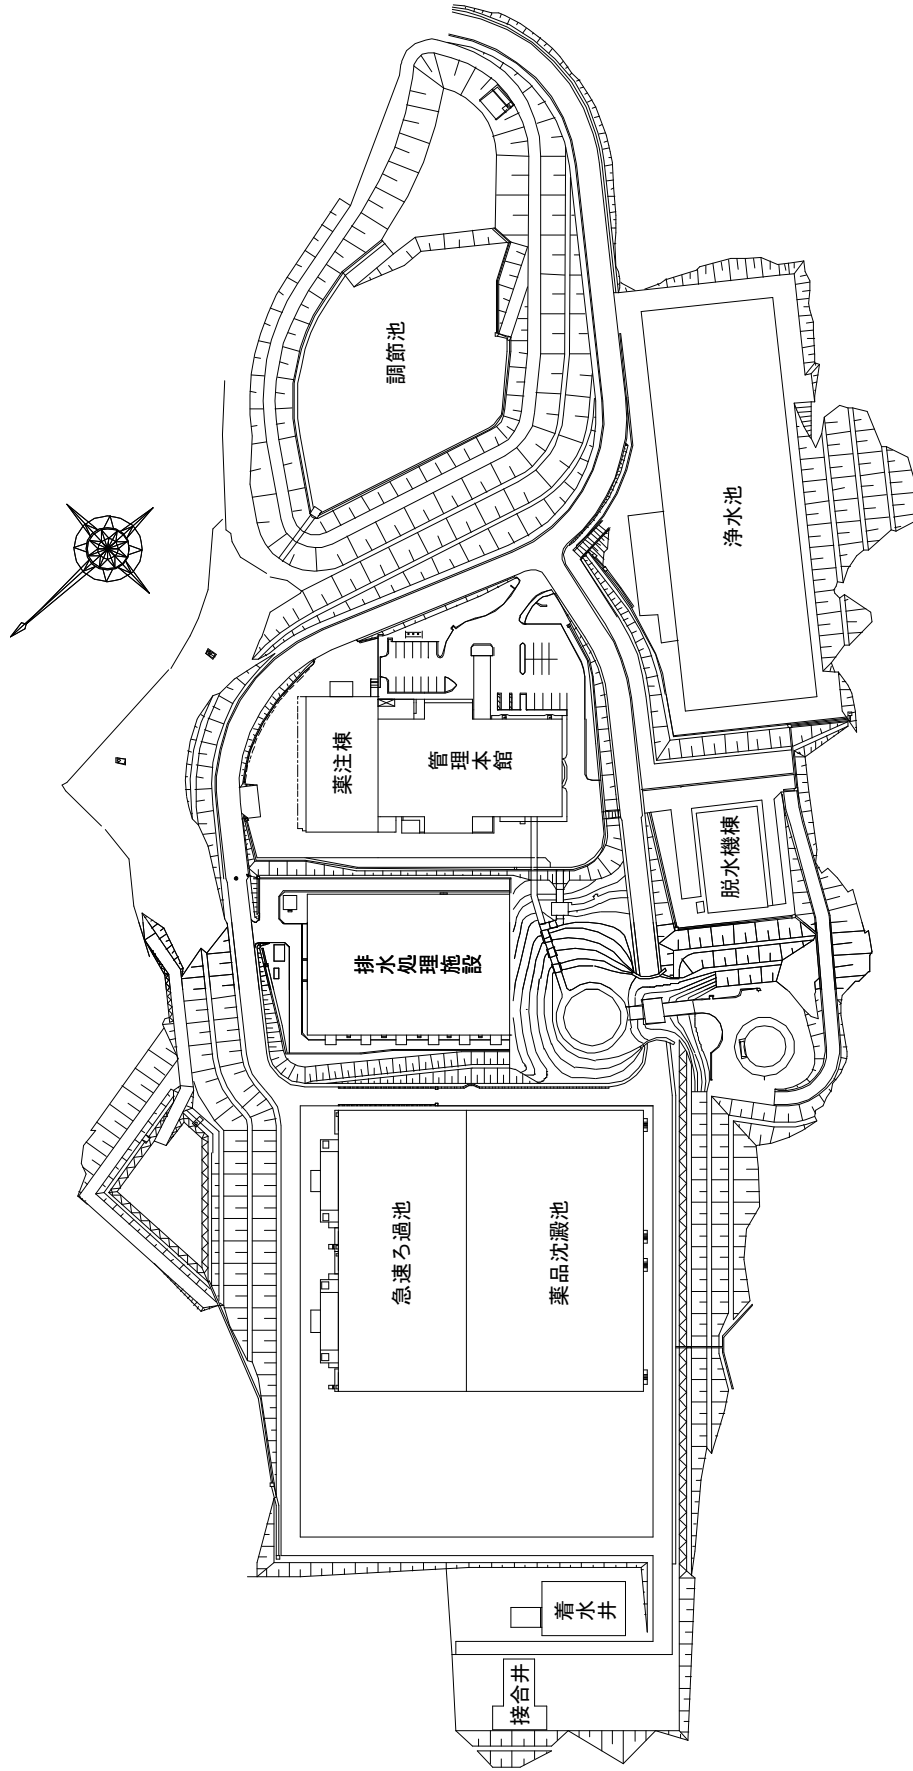 調節池
浄水池
薬注棟
管理本館
脱水機棟
排水処理施設
急速ろ過池
薬品沈澱池
着水井
接合井